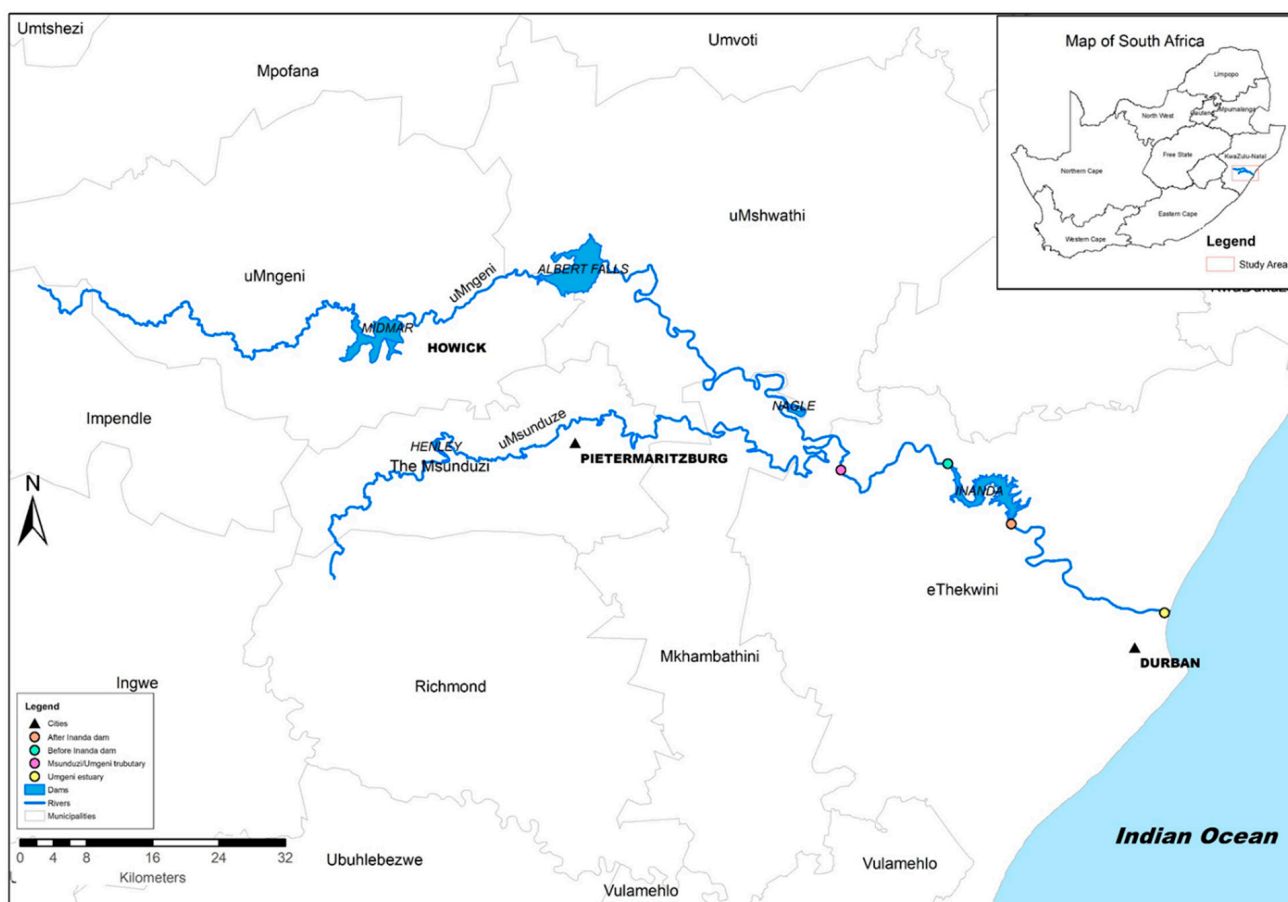 Umtshezi
Mpofana
Umvoti
Map of South Africa
Limpopo
North West
Gauteng
Mpumalanga
Free State
KwaZulu-Natal
Northern Cape
Eastern Cape
Western Cape
Legend
Study Area
uMshwathi
uMngeni
uMngeni
ALBERT FALLS
MIDMAR
HOWICK
Impendle
NAGLE
uMsunduze
HENLEY
The Msunduzi
PIETERMARITZBURG
N
INANDA
eThekwini
Mkhambathini
DURBAN
Ingwe
Richmond
Legend
Cities
After Inanda dam
Before Inanda dam
Msunduzi/Umgeni trubutary
Umgeni estuary
Dams
Rivers
Municipalities
0 4 8 16 24 32
Kilometers
Ubuhlebezwe
Vulamehlo
Vulamehlo
Indian Ocean